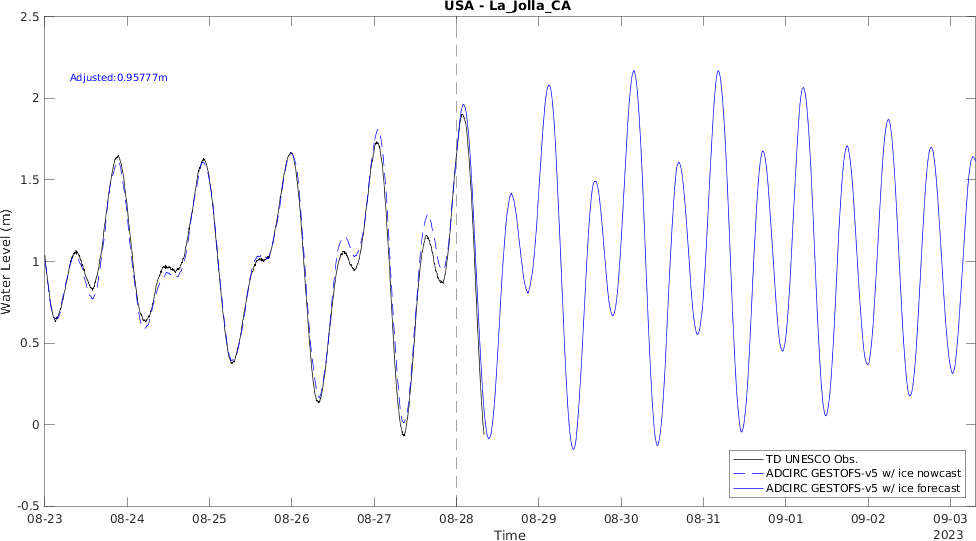 USA - La_Jolla_CA
2.5
Adjusted:0.95777m
2
1.5
1
0.5
0
-0.5
Water Level (m)
TD UNESCO Obs.
ADCIRC GESTOFS-v5 w/ ice nowcast
ADCIRC GESTOFS-v5 w/ ice forecast
08-23 08-24 08-25 08-26 08-27 08-28 08-29 08-30 08-31 09-01 09-02 09-03
Time
2023